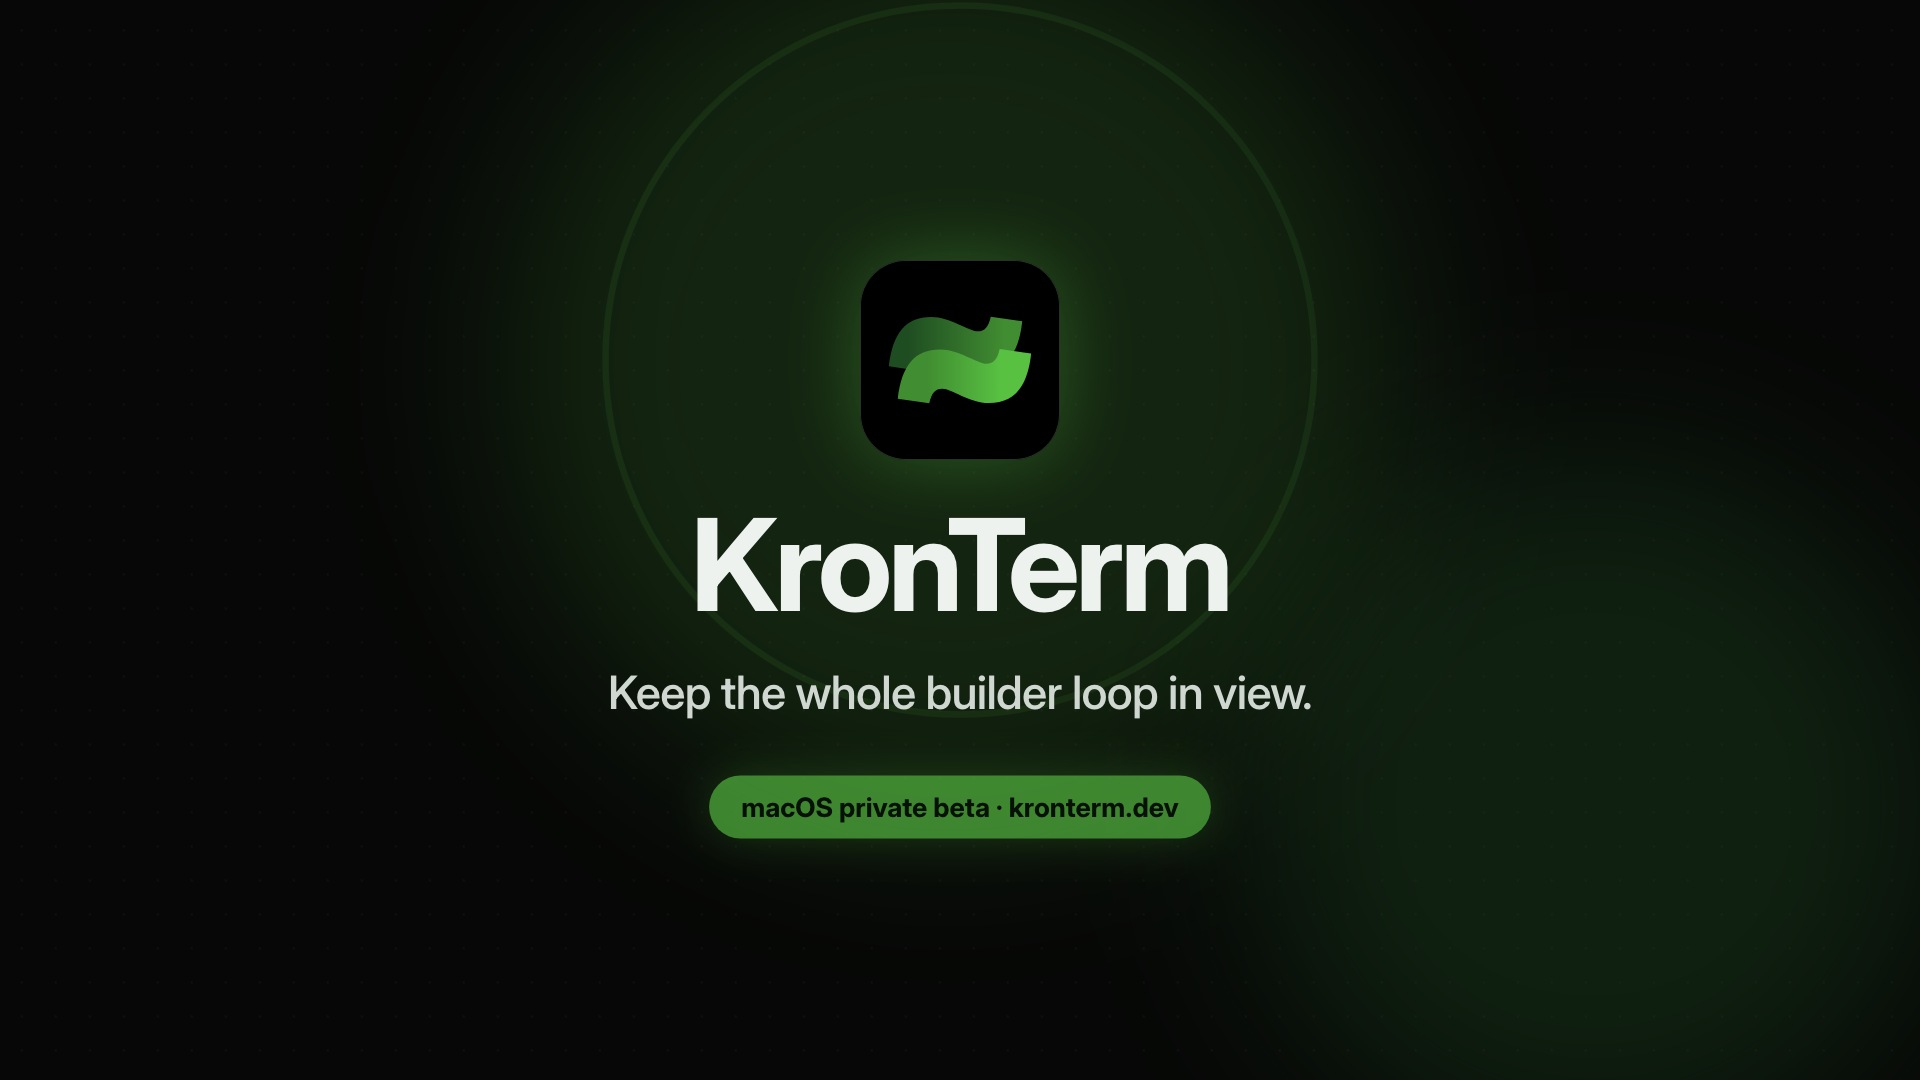 KronTerm
Keep the whole builder loop in view.
macOS private beta · kronterm.dev